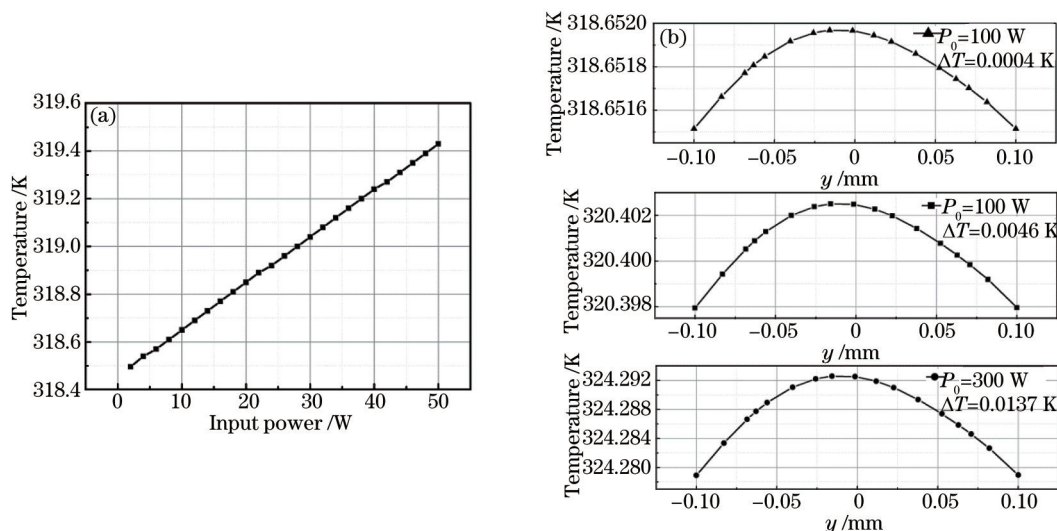 (a)
Temperature /K
319.6
319.4
319.2
319.0
318.8
318.6
318.4
0 10 20 30 40 50
Input power /W
(b)
Temperature /K
318.6520
318.6518
318.6516
P0=100 W
ΔT=0.0004 K
−0.10 −0.05 0 0.05 0.10
y /mm
Temperature /K
320.402
320.400
320.398
P0=100 W
ΔT=0.0046 K
−0.10 −0.05 0 0.05 0.10
y /mm
Temperature/K
324.292
324.288
324.284
324.280
P0=300 W
ΔT=0.0137 K
−0.10 −0.05 0 0.05 0.10
y /mm